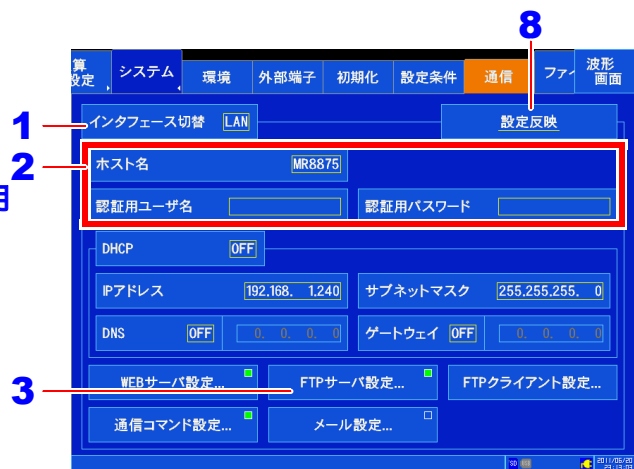 8
算
設定
システム
環境
外部端子
初期化
設定条件
通信
ファイ
波形
画面
1
インタフェース切替 LAN
設定反映
2
ホスト名 MR8875
用
認証用ユーザ名
認証用パスワード
DHCP OFF
IPアドレス 192.168. 1.240
サブネットマスク 255.255.255. 0
DNS OFF 0. 0. 0. 0
ゲートウェイ OFF 0. 0. 0. 0
3
WEBサーバ設定...
FTPサーバ設定...
FTPクライアント設定...
通信コマンド設定...
メール設定...
SD
2011/06/20